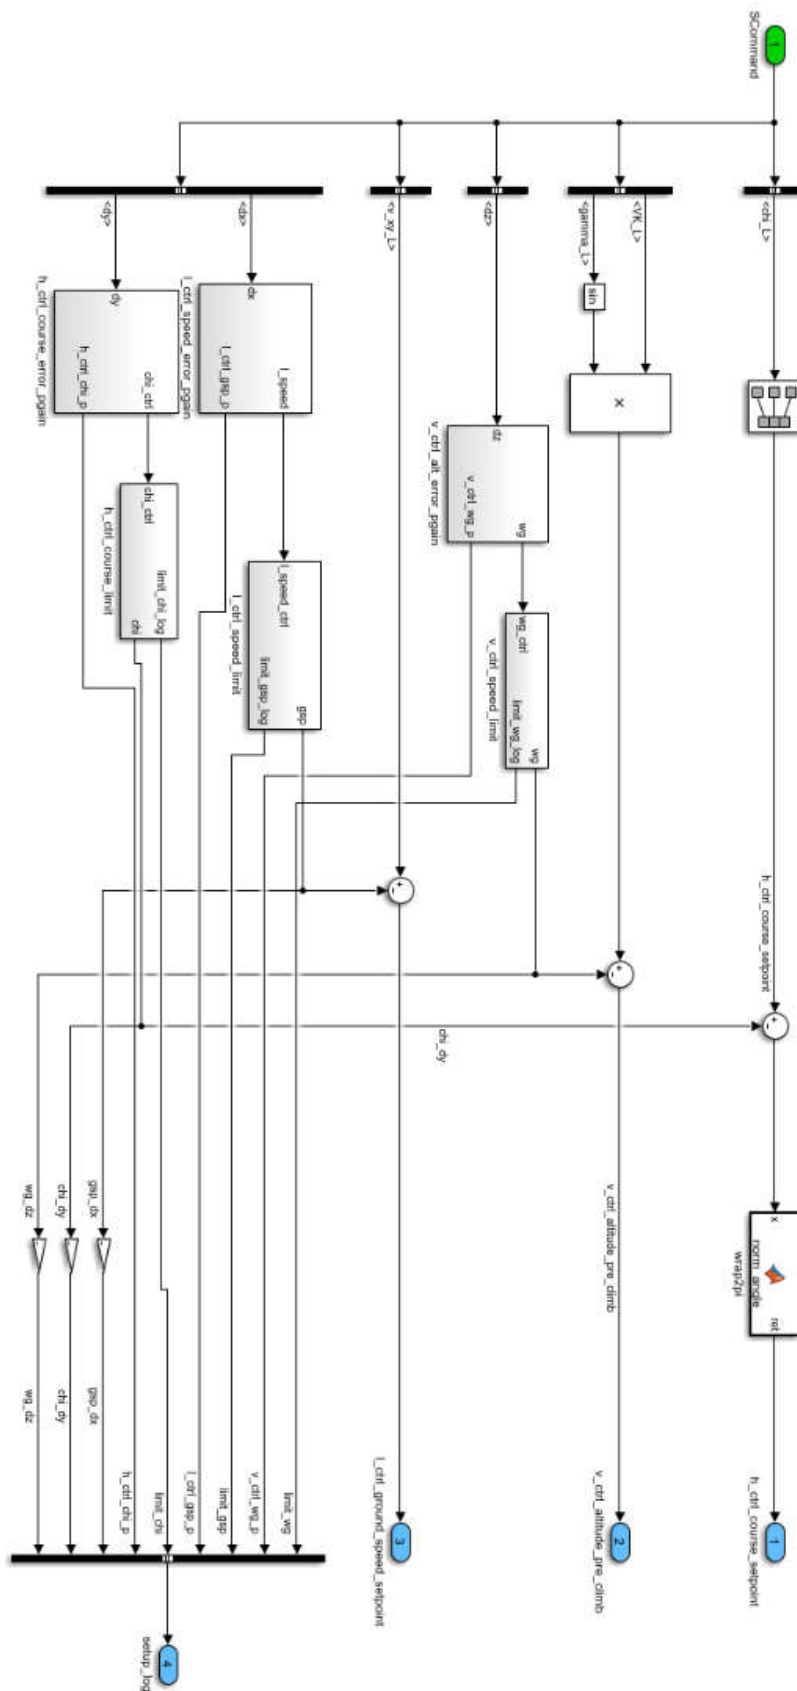 1
SCommand
<chi_L>
h_ctrl_course_setpoint
x
ret
norm_angle
wrap2pi
1
h_ctrl_course_setpoint
<VK_L>
<gamma_L>
sin
×
+
-
v_ctrl_altitude_pre_climb
2
v_ctrl_altitude_pre_climb
<dz>
dz
wg
v_ctrl_wg_p
v_ctrl_alt_error_pgain
wg_ctrl
wg
limit_wg_log
v_ctrl_speed_limit
<v_xy_L>
+
-
chi_dy
+
-
3
l_ctrl_ground_speed_setpoint
<dx>
dx
l_speed
l_ctrl_gsp_p
l_ctrl_speed_error_pgain
l_speed_ctrl
gsp
limit_gsp_log
l_ctrl_speed_limit
<dy>
dy
chi_ctrl
h_ctrl_chi_p
h_ctrl_course_error_pgain
chi_ctrl
limit_chi_log
chi
h_ctrl_course_limit
limit_wg
v_ctrl_wg_p
limit_gsp
l_ctrl_gsp_p
limit_chi
h_ctrl_chi_p
gsp_dx
gsp_dx
chi_dy
chi_dy
wg_dz
wg_dz
4
setup_log